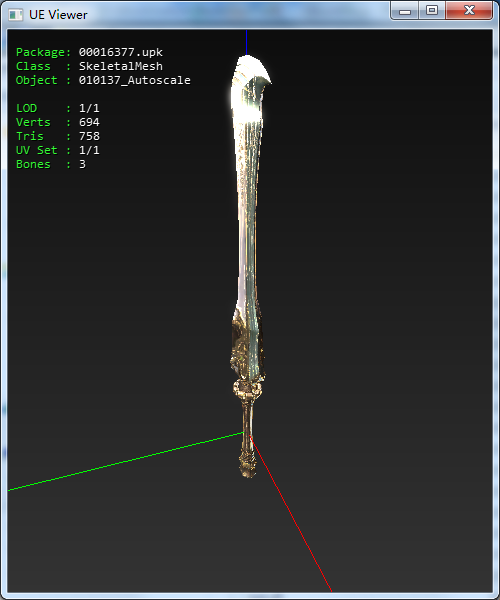 UE Viewer
Package: 00016377.upk
Class  : SkeletalMesh
Object : 010137_Autoscale
LOD    : 1/1
Verts  : 694
Tris   : 758
UV Set : 1/1
Bones  : 3